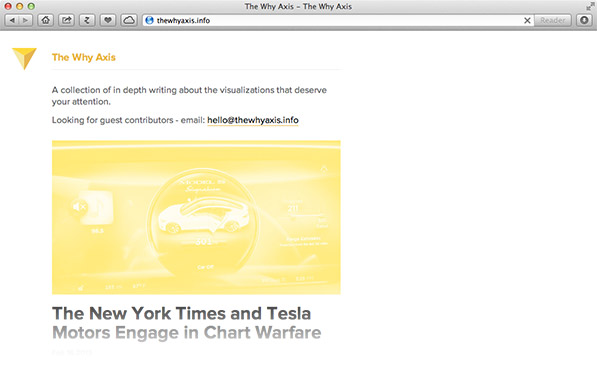 The Why Axis – The Why Axis
thewhyaxis.info
Reader
The Why Axis
A collection of in depth writing about the visualizations that deserve
your attention.
Looking for guest contributors - email: hello@thewhyaxis.info
The New York Times and Tesla
Motors Engage in Chart Warfare